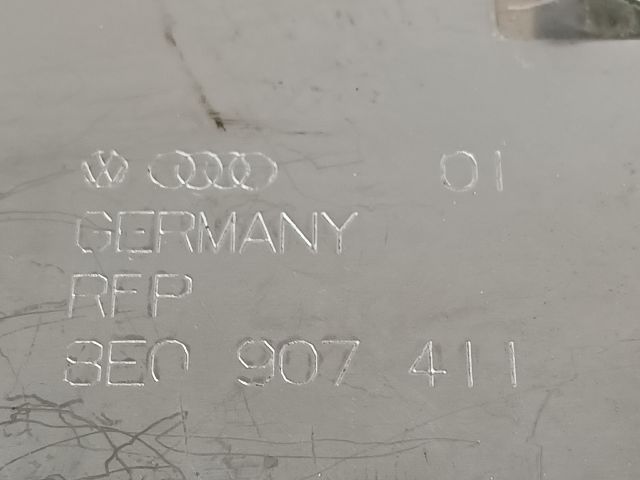 01
GERMANY
RFP
8E0 907 411